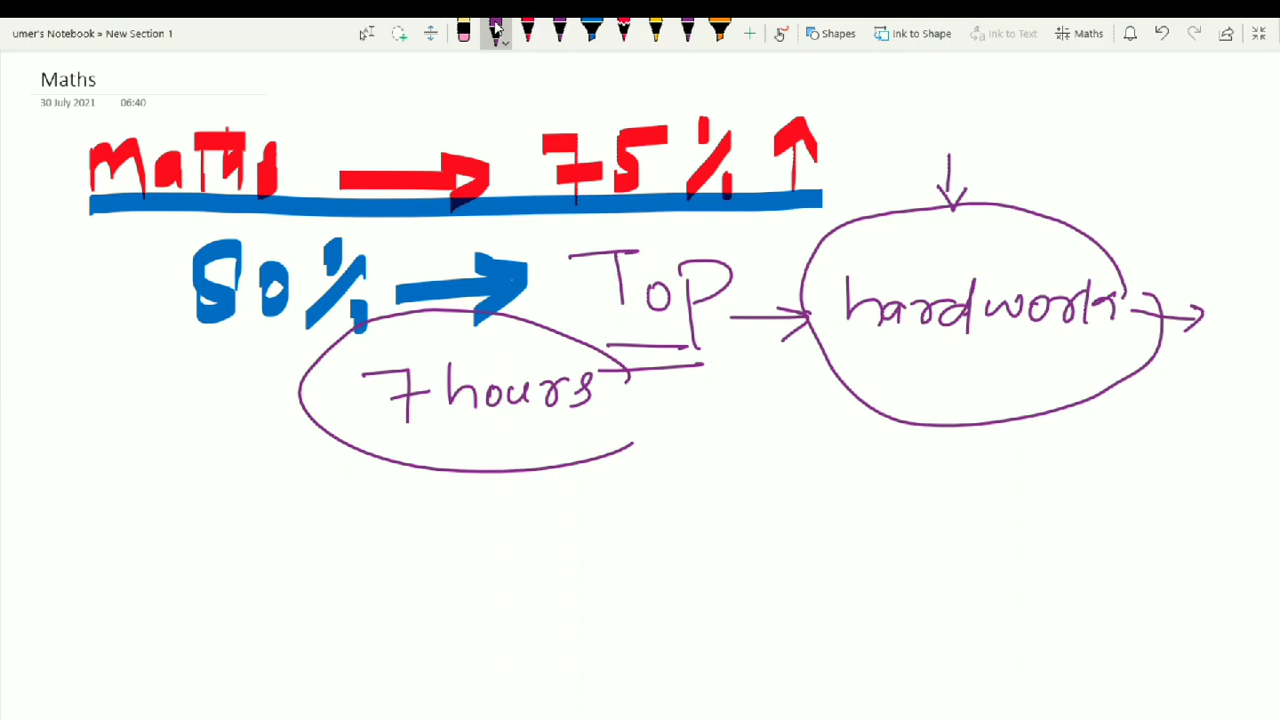 umer's Notebook » New Section 1
Shapes
Ink to Shape
Ink to Text
Maths
Maths
30 July 2021 06:40
maths → 75% ↑
80% → ToP → hardwork →
7 hours